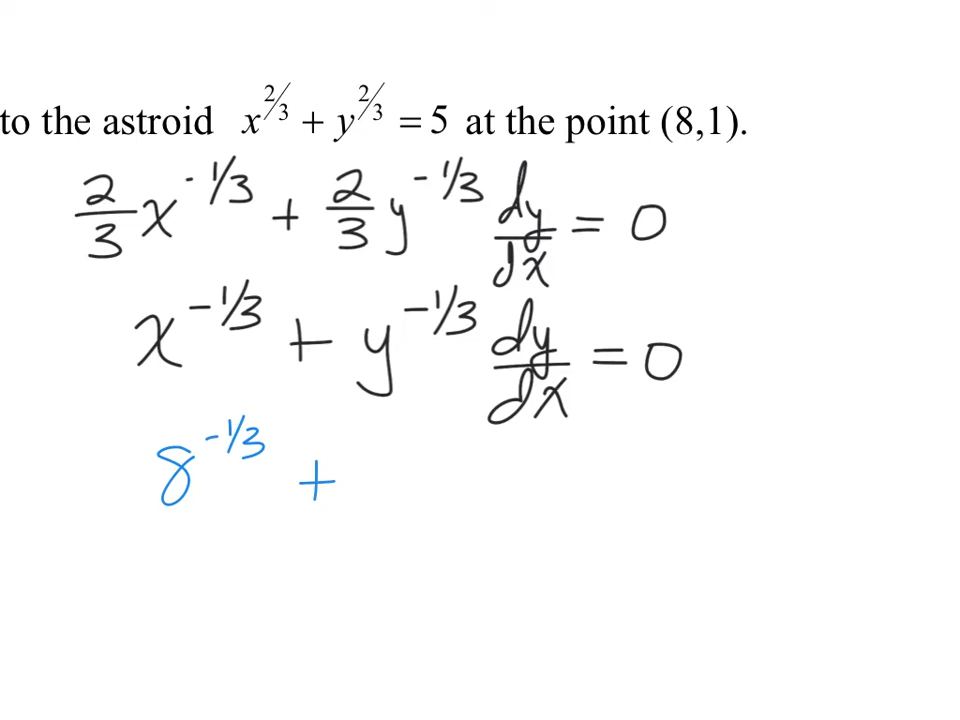 to the astroid x^{2/3} + y^{2/3} = 5 at the point (8,1).
2/3 x^{-1/3} + 2/3 y^{-1/3} dy/dx = 0
x^{-1/3} + y^{-1/3} dy/dx = 0
8^{-1/3} +